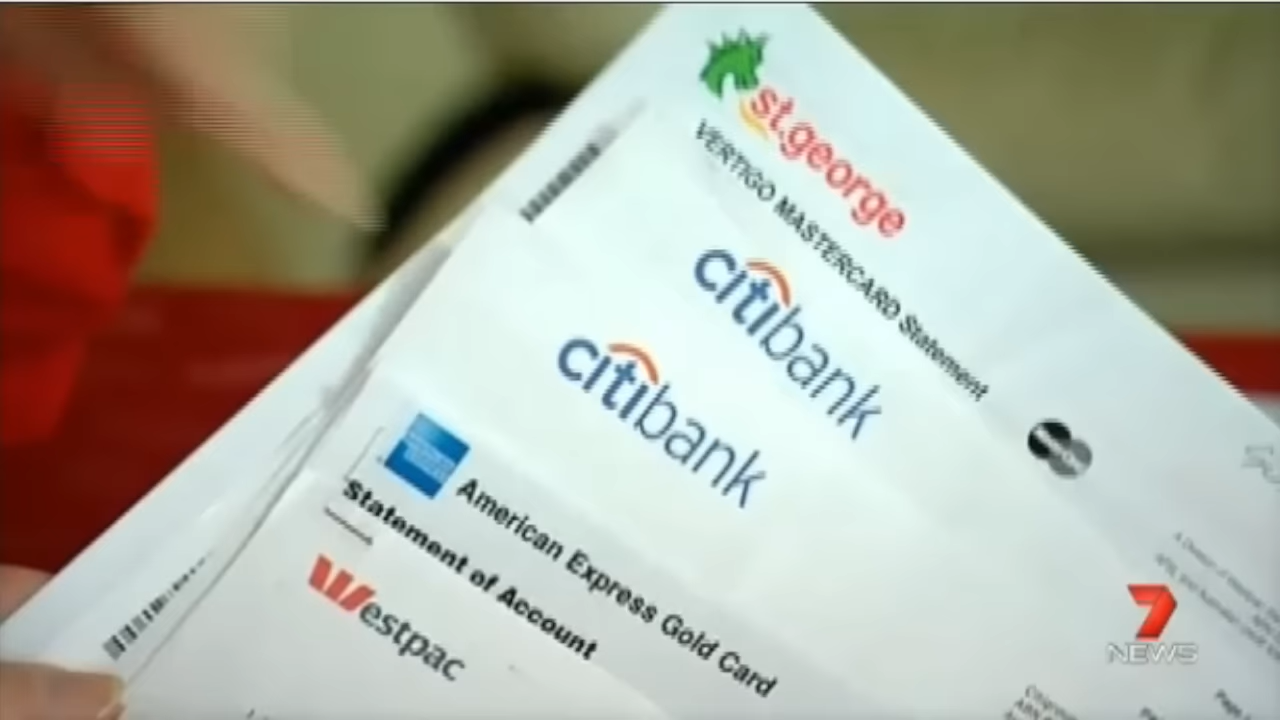 st.george
VERTIGO MASTERCARD Statement
citibank
citibank
American Express Gold Card
Statement of Account
Westpac
7
NEWS